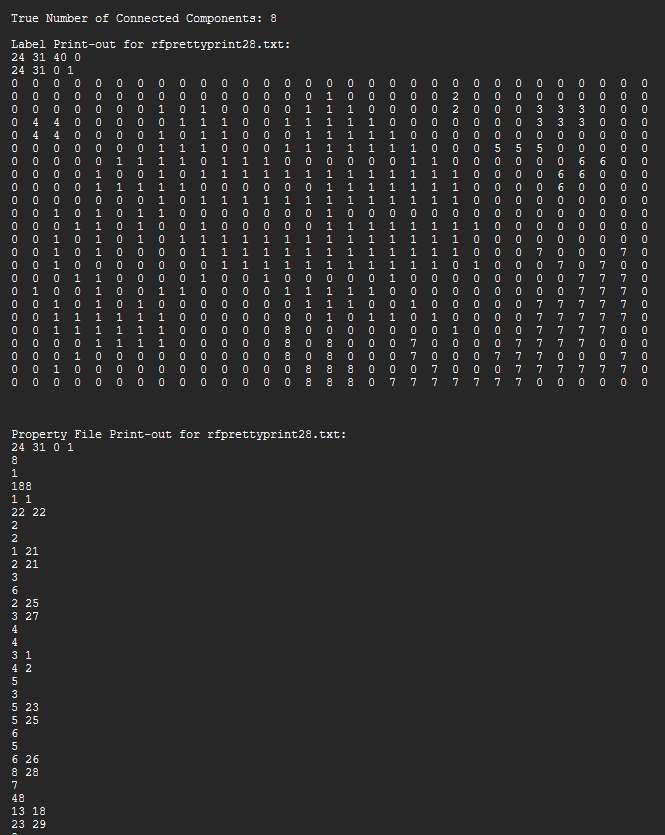 True Number of Connected Components: 8
Label Print-out for rfprettyprint28.txt:
24 31 40 0
24 31 0 1
0 0 0 0 0 0 0 0 0 0 0 0 0 0 0 0 0 0 0 0 0 0 0 0 0 0 0 0 0 0 0
0 0 0 0 0 0 0 0 0 0 0 0 0 0 0 1 0 0 0 0 0 2 0 0 0 0 0 0 0 0 0
0 0 0 0 0 0 0 1 0 1 0 0 0 0 1 1 1 0 0 0 0 2 0 0 0 3 3 3 0 0 0
0 4 4 0 0 0 0 0 1 1 1 0 0 1 1 1 1 1 0 0 0 0 0 0 0 3 3 3 0 0 0
0 4 4 0 0 0 0 1 0 1 1 0 0 1 1 1 1 1 1 0 0 0 0 0 0 0 0 0 0 0 0
0 0 0 0 0 0 0 1 1 1 0 0 0 1 1 1 1 1 1 1 0 0 0 5 5 5 0 0 0 0 0
0 0 0 0 0 1 1 1 1 0 1 1 1 0 0 0 0 0 0 1 1 0 0 0 0 0 0 6 6 0 0
0 0 0 0 1 0 1 1 0 1 1 0 0 1 0 0 1 1 1 1 1 1 0 0 0 0 6 6 0 0 0
0 0 0 0 1 1 1 1 1 0 0 0 0 0 1 0 1 1 1 1 1 1 0 0 0 0 6 0 0 0 0
0 0 0 0 0 0 0 1 0 1 1 1 1 1 1 1 1 1 1 1 1 1 0 0 0 0 0 0 0 0 0
0 0 1 0 1 0 1 1 0 0 0 0 0 0 0 1 0 0 0 0 0 0 0 0 0 0 0 0 0 0 0
0 0 0 1 1 0 1 0 1 0 0 0 0 0 0 1 1 1 1 1 1 1 1 0 0 0 0 0 0 0 0
0 0 1 0 1 0 1 0 1 1 1 1 1 1 1 1 1 1 1 1 1 1 0 0 0 0 0 0 0 0 0
0 0 1 0 1 0 1 1 0 1 1 1 1 1 1 1 1 1 1 1 1 1 0 0 0 7 0 0 0 7 0
0 0 1 0 0 0 0 0 0 0 1 1 1 1 1 1 1 1 1 1 1 0 1 0 0 0 7 0 7 0 0
0 0 0 1 1 0 0 0 0 1 0 0 1 0 0 0 0 0 1 0 0 0 0 0 0 0 0 7 7 7 0
0 1 0 0 1 0 0 1 1 0 0 0 0 1 1 1 1 1 0 0 0 0 0 0 0 0 0 7 7 7 0
0 0 1 0 1 0 1 0 0 0 0 0 0 0 1 1 1 0 0 1 0 0 0 0 0 7 7 7 7 7 0
0 0 1 1 1 1 1 0 0 0 0 0 0 0 0 1 0 1 1 0 1 0 0 0 0 7 7 7 7 7 0
0 0 1 1 1 1 1 1 0 0 0 0 0 8 0 0 0 0 0 0 0 1 0 0 0 7 7 7 7 0 0
0 0 0 0 1 1 1 1 0 0 0 0 0 8 0 8 0 0 0 7 0 0 0 0 7 7 7 7 7 0 0
0 0 0 1 0 0 0 0 0 0 0 0 0 8 0 8 0 0 0 0 7 0 0 7 7 7 0 0 0 7 0
0 0 1 0 0 0 0 0 0 0 0 0 0 0 8 8 8 0 7 0 7 7 7 0 7 7 7 7 7 7 0
0 0 0 0 0 0 0 0 0 0 0 0 0 0 8 8 8 0 7 7 7 7 7 7 7 0 0 0 0 0 0
Property File Print-out for rfprettyprint28.txt:
24 31 0 1
8
1
188
1 1
22 22
2
2
1 21
2 21
3
6
2 25
3 27
4
4
3 1
4 2
5
3
5 23
5 25
6
5
6 26
8 28
7
48
13 18
23 29